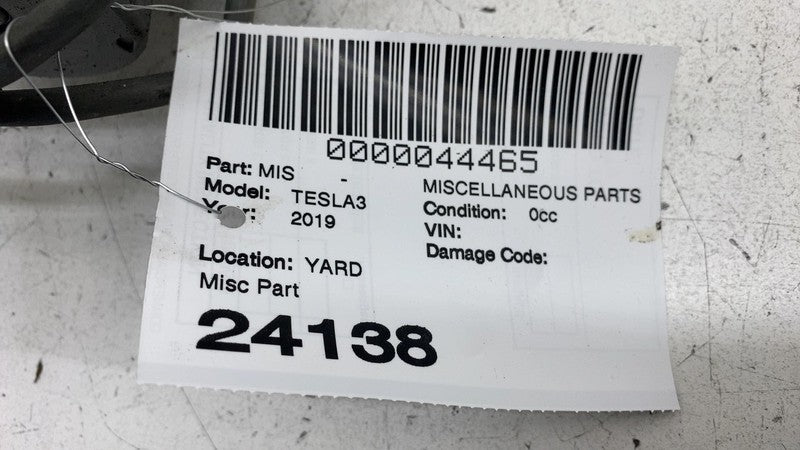 0000044465
Part: MIS -
MISCELLANEOUS PARTS
Model: TESLA3
Condition: 0cc
Year: 2019
VIN:
Damage Code:
Location: YARD
Misc Part
24138